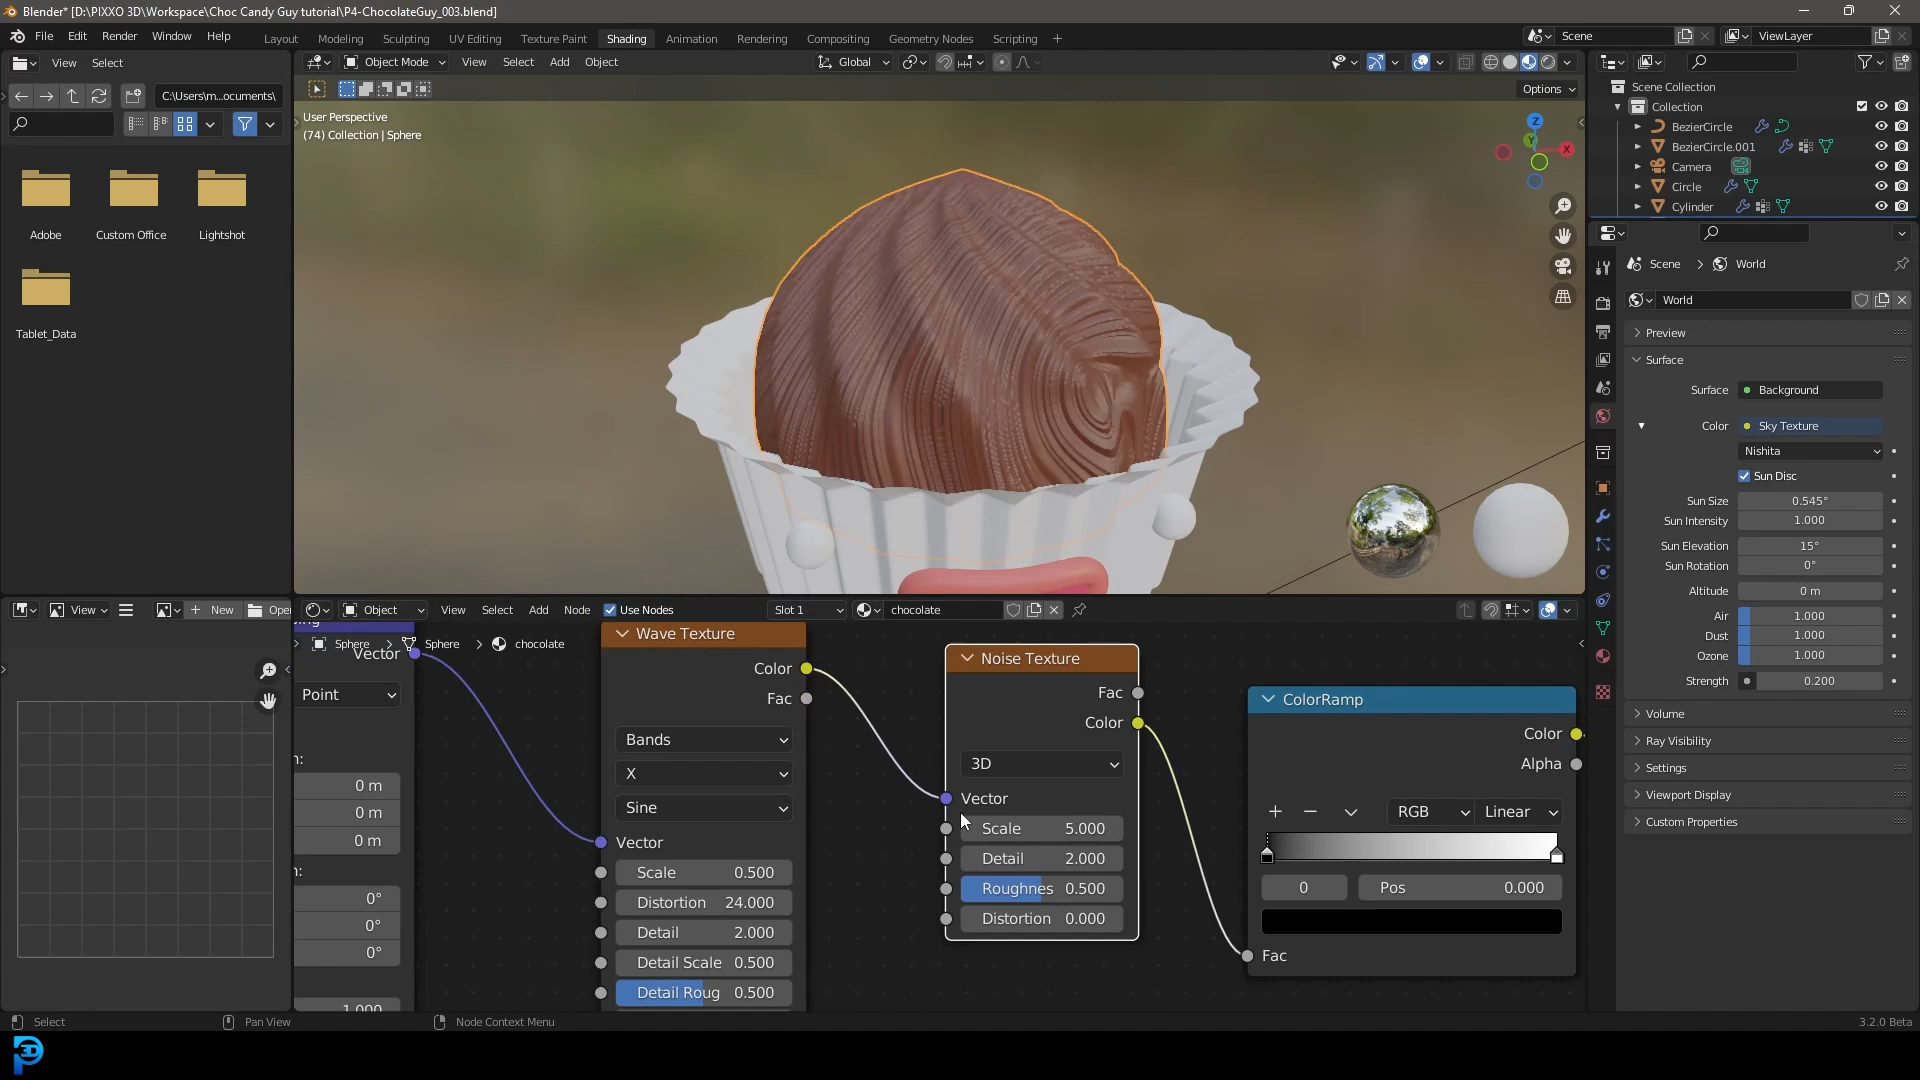 Blender* [D:\PIXXO 3D\Workspace\Choc Candy Guy tutorial\P4-ChocolateGuy_003.blend]
File Edit Render Window Help
Layout Modeling Sculpting UV Editing Texture Paint Shading Animation Rendering Compositing Geometry Nodes Scripting
Scene
ViewLayer
View Select
C:\Users\m...ocuments\
Adobe
Custom Office
Lightshot
Tablet_Data
Object Mode View Select Add Object
Global
Options
User Perspective
(74) Collection | Sphere
Z
Y
X
Scene Collection
Collection
BezierCircle
BezierCircle.001
Camera
Circle
Cylinder
Scene > World
World
Preview
Surface
Surface Background
Color Sky Texture
Nishita
Sun Disc
Sun Size 0.545°
Sun Intensity 1.000
Sun Elevation 15°
Sun Rotation 0°
Altitude 0 m
Air 1.000
Dust 1.000
Ozone 1.000
Strength 0.200
Volume
Ray Visibility
Settings
Viewport Display
Custom Properties
View
New
Open
Object View Select Add Node Use Nodes
Slot 1
chocolate
Sphere > Sphere > chocolate
Vector
Point
0 m
0 m
0 m
0°
0°
0°
1.000
Wave Texture
Color
Fac
Bands
X
Sine
Vector
Scale 0.500
Distortion 24.000
Detail 2.000
Detail Scale 0.500
Detail Roug 0.500
Noise Texture
Fac
Color
3D
Vector
Scale 5.000
Detail 2.000
Roughnes 0.500
Distortion 0.000
ColorRamp
Color
Alpha
RGB Linear
0 Pos 0.000
Fac
Select
Pan View
Node Context Menu
3.2.0 Beta